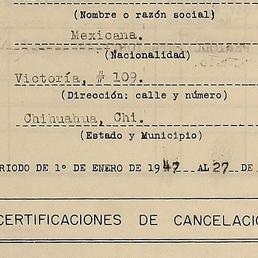 (Nombre o razón social)
Mexicana.
(Nacionalidad)
Victoría, # 109.
(Dirección: calle y número)
Chihuahua, Chi.
(Estado y Municipio)
RIODO DE 1º DE ENERO DE 1947 AL 27 DE
CERTIFICACIONES DE CANCELACIO